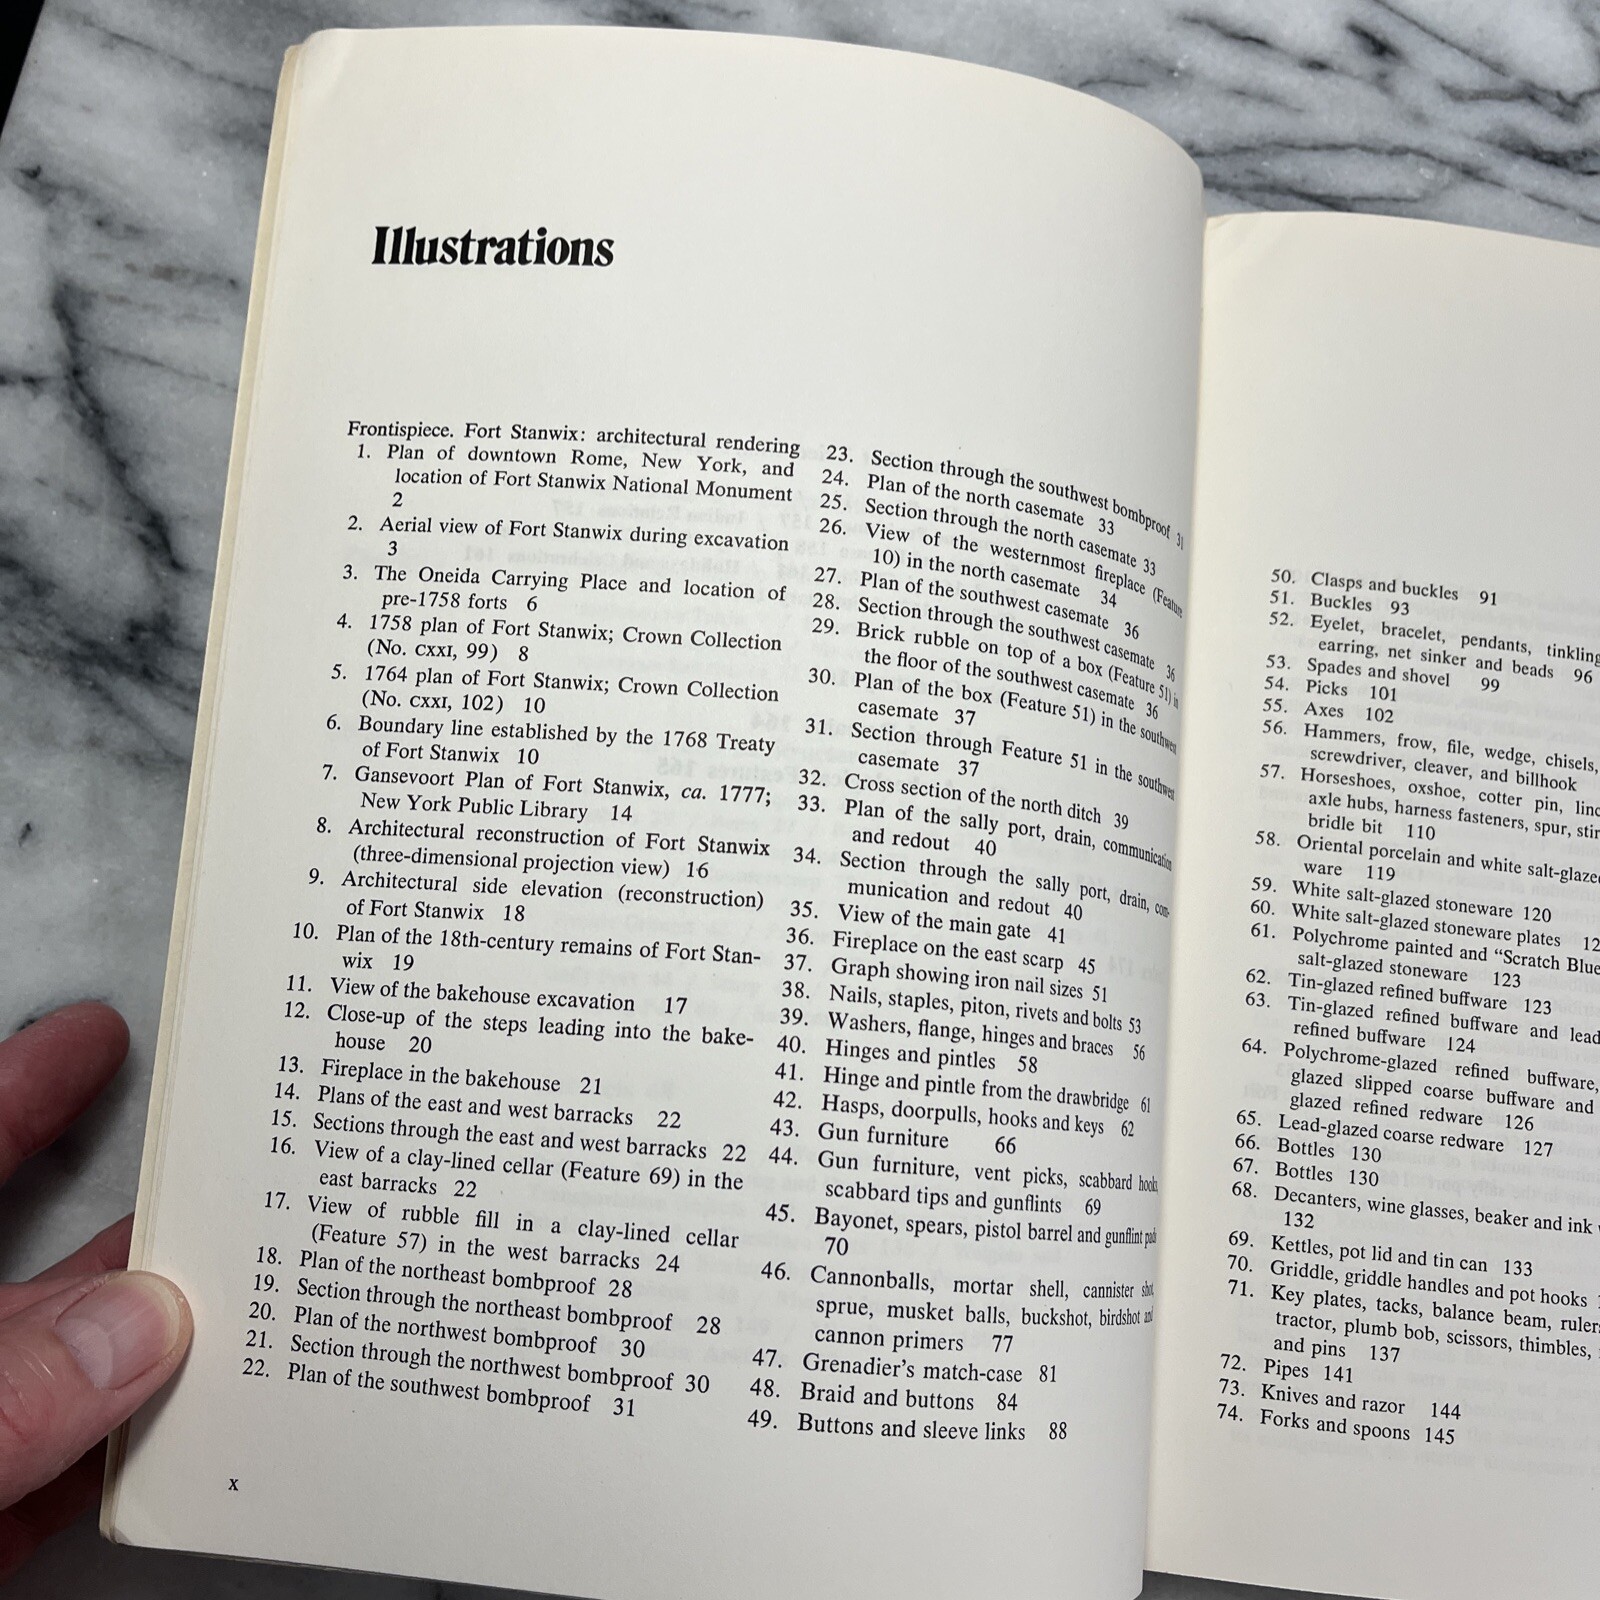 Illustrations
Frontispiece. Fort Stanwix: architectural rendering
1. Plan of downtown Rome, New York, and
location of Fort Stanwix National Monument
2
2. Aerial view of Fort Stanwix during excavation
3
3. The Oneida Carrying Place and location of
pre-1758 forts 6
4. 1758 plan of Fort Stanwix; Crown Collection
(No. CXXI, 99) 8
5. 1764 plan of Fort Stanwix; Crown Collection
(No. CXXI, 102) 10
6. Boundary line established by the 1768 Treaty
of Fort Stanwix 10
7. Gansevoort Plan of Fort Stanwix, ca. 1777;
New York Public Library 14
8. Architectural reconstruction of Fort Stanwix
(three-dimensional projection view) 16
9. Architectural side elevation (reconstruction)
of Fort Stanwix 18
10. Plan of the 18th-century remains of Fort Stan-
wix 19
11. View of the bakehouse excavation 17
12. Close-up of the steps leading into the bake-
house 20
13. Fireplace in the bakehouse 21
14. Plans of the east and west barracks 22
15. Sections through the east and west barracks 22
16. View of a clay-lined cellar (Feature 69) in the
east barracks 22
17. View of rubble fill in a clay-lined cellar
(Feature 57) in the west barracks 24
18. Plan of the northeast bombproof 28
19. Section through the northeast bombproof 28
20. Plan of the northwest bombproof 30
21. Section through the northwest bombproof 30
22. Plan of the southwest bombproof 31
x
23. Section through the southwest bombproof 31
24. Plan of the north casemate 33
25. Section through the north casemate 33
26. View of the westernmost fireplace (Feature
10) in the north casemate 34
27. Plan of the southwest casemate 36
28. Section through the southwest casemate 36
29. Brick rubble on top of a box (Feature 51) in
the floor of the southwest casemate 36
30. Plan of the box (Feature 51) in the southwest
casemate 37
31. Section through Feature 51 in the southwest
casemate 37
32. Cross section of the north ditch 39
33. Plan of the sally port, drain, communication
and redout 40
34. Section through the sally port, drain, com-
munication and redout 40
35. View of the main gate 41
36. Fireplace on the east scarp 45
37. Graph showing iron nail sizes 51
38. Nails, staples, piton, rivets and bolts 53
39. Washers, flange, hinges and braces 56
40. Hinges and pintles 58
41. Hinge and pintle from the drawbridge 61
42. Hasps, doorpulls, hooks and keys 62
43. Gun furniture 66
44. Gun furniture, vent picks, scabbard hooks,
scabbard tips and gunflints 69
45. Bayonet, spears, pistol barrel and gunflint pads
70
46. Cannonballs, mortar shell, cannister shot,
sprue, musket balls, buckshot, birdshot and
cannon primers 77
47. Grenadier's match-case 81
48. Braid and buttons 84
49. Buttons and sleeve links 88
50. Clasps and buckles 91
51. Buckles 93
52. Eyelet, bracelet, pendants, tinkling
earring, net sinker and beads 96
53. Spades and shovel 99
54. Picks 101
55. Axes 102
56. Hammers, frow, file, wedge, chisels,
screwdriver, cleaver, and billhook
57. Horseshoes, oxshoe, cotter pin,
axle hubs, harness fasteners, spur,
bridle bit 110
58. Oriental porcelain and white salt-glazed
ware 119
59. White salt-glazed stoneware 120
60. White salt-glazed stoneware plates
61. Polychrome painted and "Scratch Blue
salt-glazed stoneware 123
62. Tin-glazed refined buffware 123
63. Tin-glazed refined buffware and lead
refined buffware 124
64. Polychrome-glazed refined buffware,
glazed slipped coarse buffware and
glazed refined redware 126
65. Lead-glazed coarse redware 127
66. Bottles 130
67. Bottles 130
68. Decanters, wine glasses, beaker and ink
132
69. Kettles, pot lid and tin can 133
70. Griddle, griddle handles and pot hooks
71. Key plates, tacks, balance beam,
tractor, plumb bob, scissors, thimbles,
and pins 137
72. Pipes 141
73. Knives and razor 144
74. Forks and spoons 145